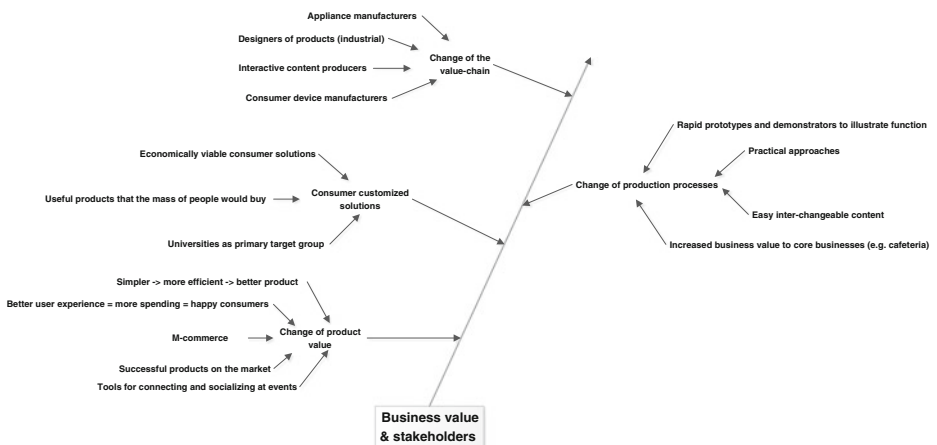 Appliance manufacturers
Designers of products (industrial)
Interactive content producers
Consumer device manufacturers
Change of the
value-chain
Rapid prototypes and demonstrators to illustrate function
Practical approaches
Change of production processes
Easy inter-changeable content
Increased business value to core businesses (e.g. cafeteria)
Economically viable consumer solutions
Useful products that the mass of people would buy
Universities as primary target group
Consumer customized
solutions
Simpler -> more efficient -> better product
Better user experience = more spending = happy consumers
M-commerce
Successful products on the market
Tools for connecting and socializing at events
Change of product
value
Business value
& stakeholders